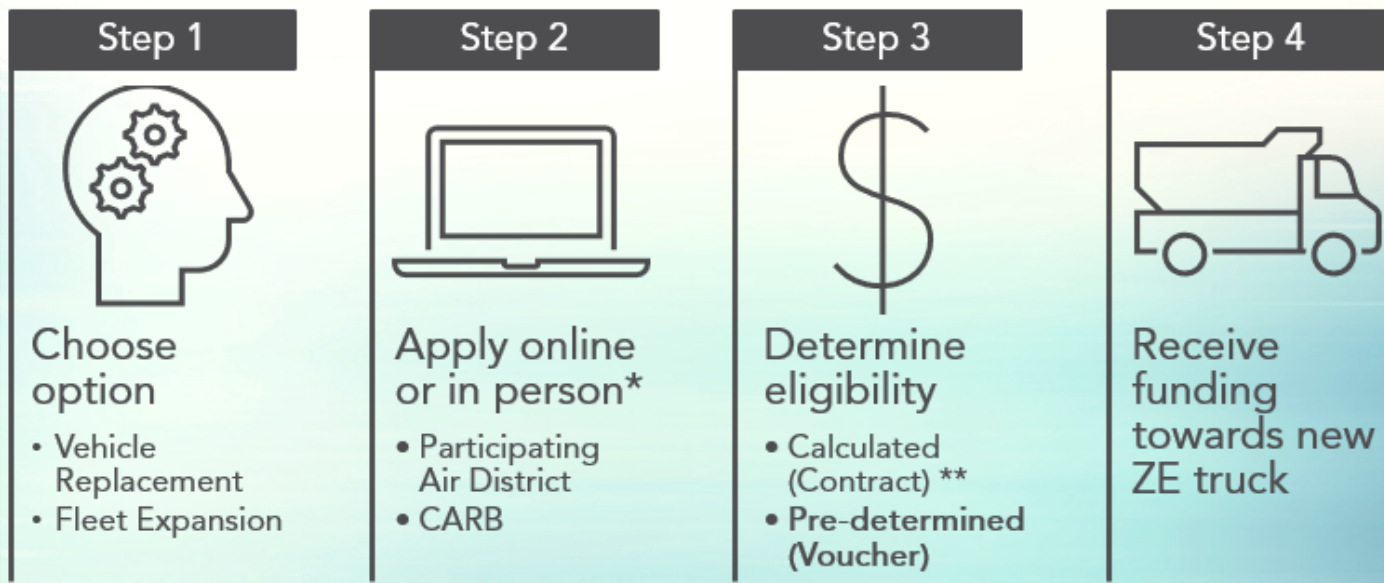 Step 1
Choose
option
• Vehicle
Replacement
• Fleet Expansion
Step 2
Apply online
or in person*
• Participating
Air District
• CARB
Step 3
Determine
eligibility
• Calculated
(Contract) **
• Pre-determined
(Voucher)
Step 4
Receive
funding
towards new
ZE truck